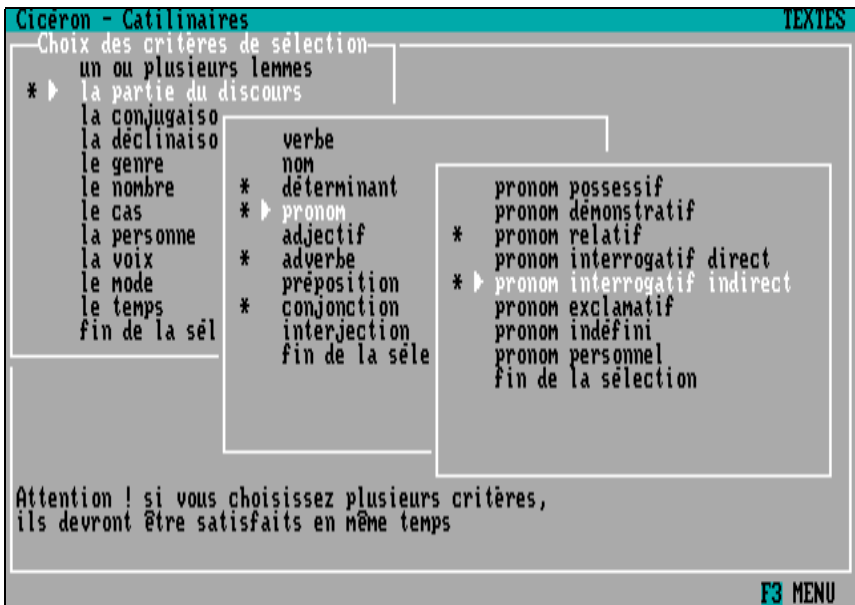 Cicéron - Catilinaires TEXTES
Choix des critères de sélection
un ou plusieurs lemmes
* ▶ la partie du discours
la conjugaiso
la déclinaiso
le genre
le nombre
le cas
la personne
la voix
le mode
le temps
fin de la sél
verbe
nom
* déterminant
* ▶ pronom
adjectif
* adverbe
préposition
* conjonction
interjection
fin de la séle
pronom possessif
pronom démonstratif
* pronom relatif
pronom interrogatif direct
* ▶ pronom interrogatif indirect
pronom exclamatif
pronom indéfini
pronom personnel
fin de la sélection
Attention ! si vous choisissez plusieurs critères,
ils devront être satisfaits en même temps
F3 MENU